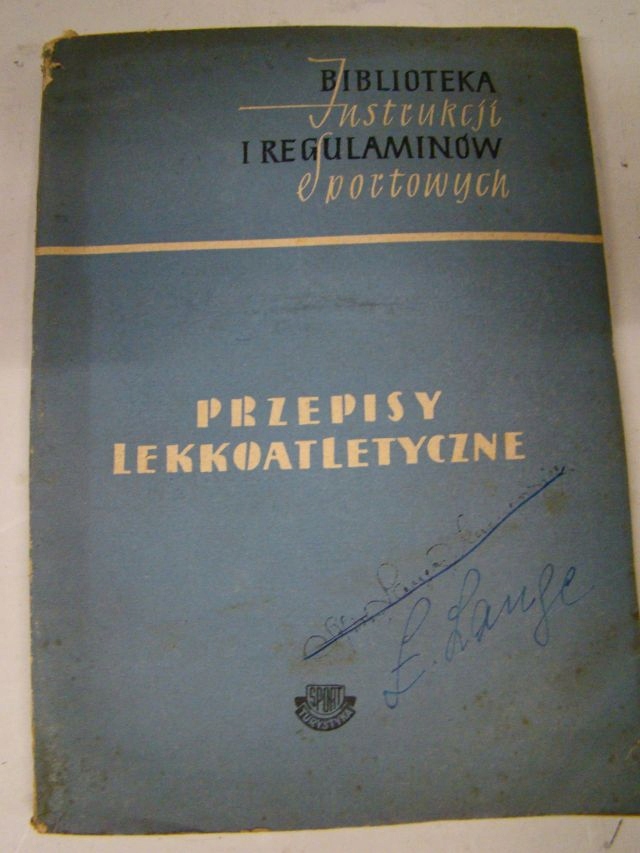 BIBLIOTEKA
Instrukcji
I REGULAMINÓW
Sportowych
PRZEPISY
LEKKOATLETYCZNE
Ł. Lange
SPORT
TURYSTYKA